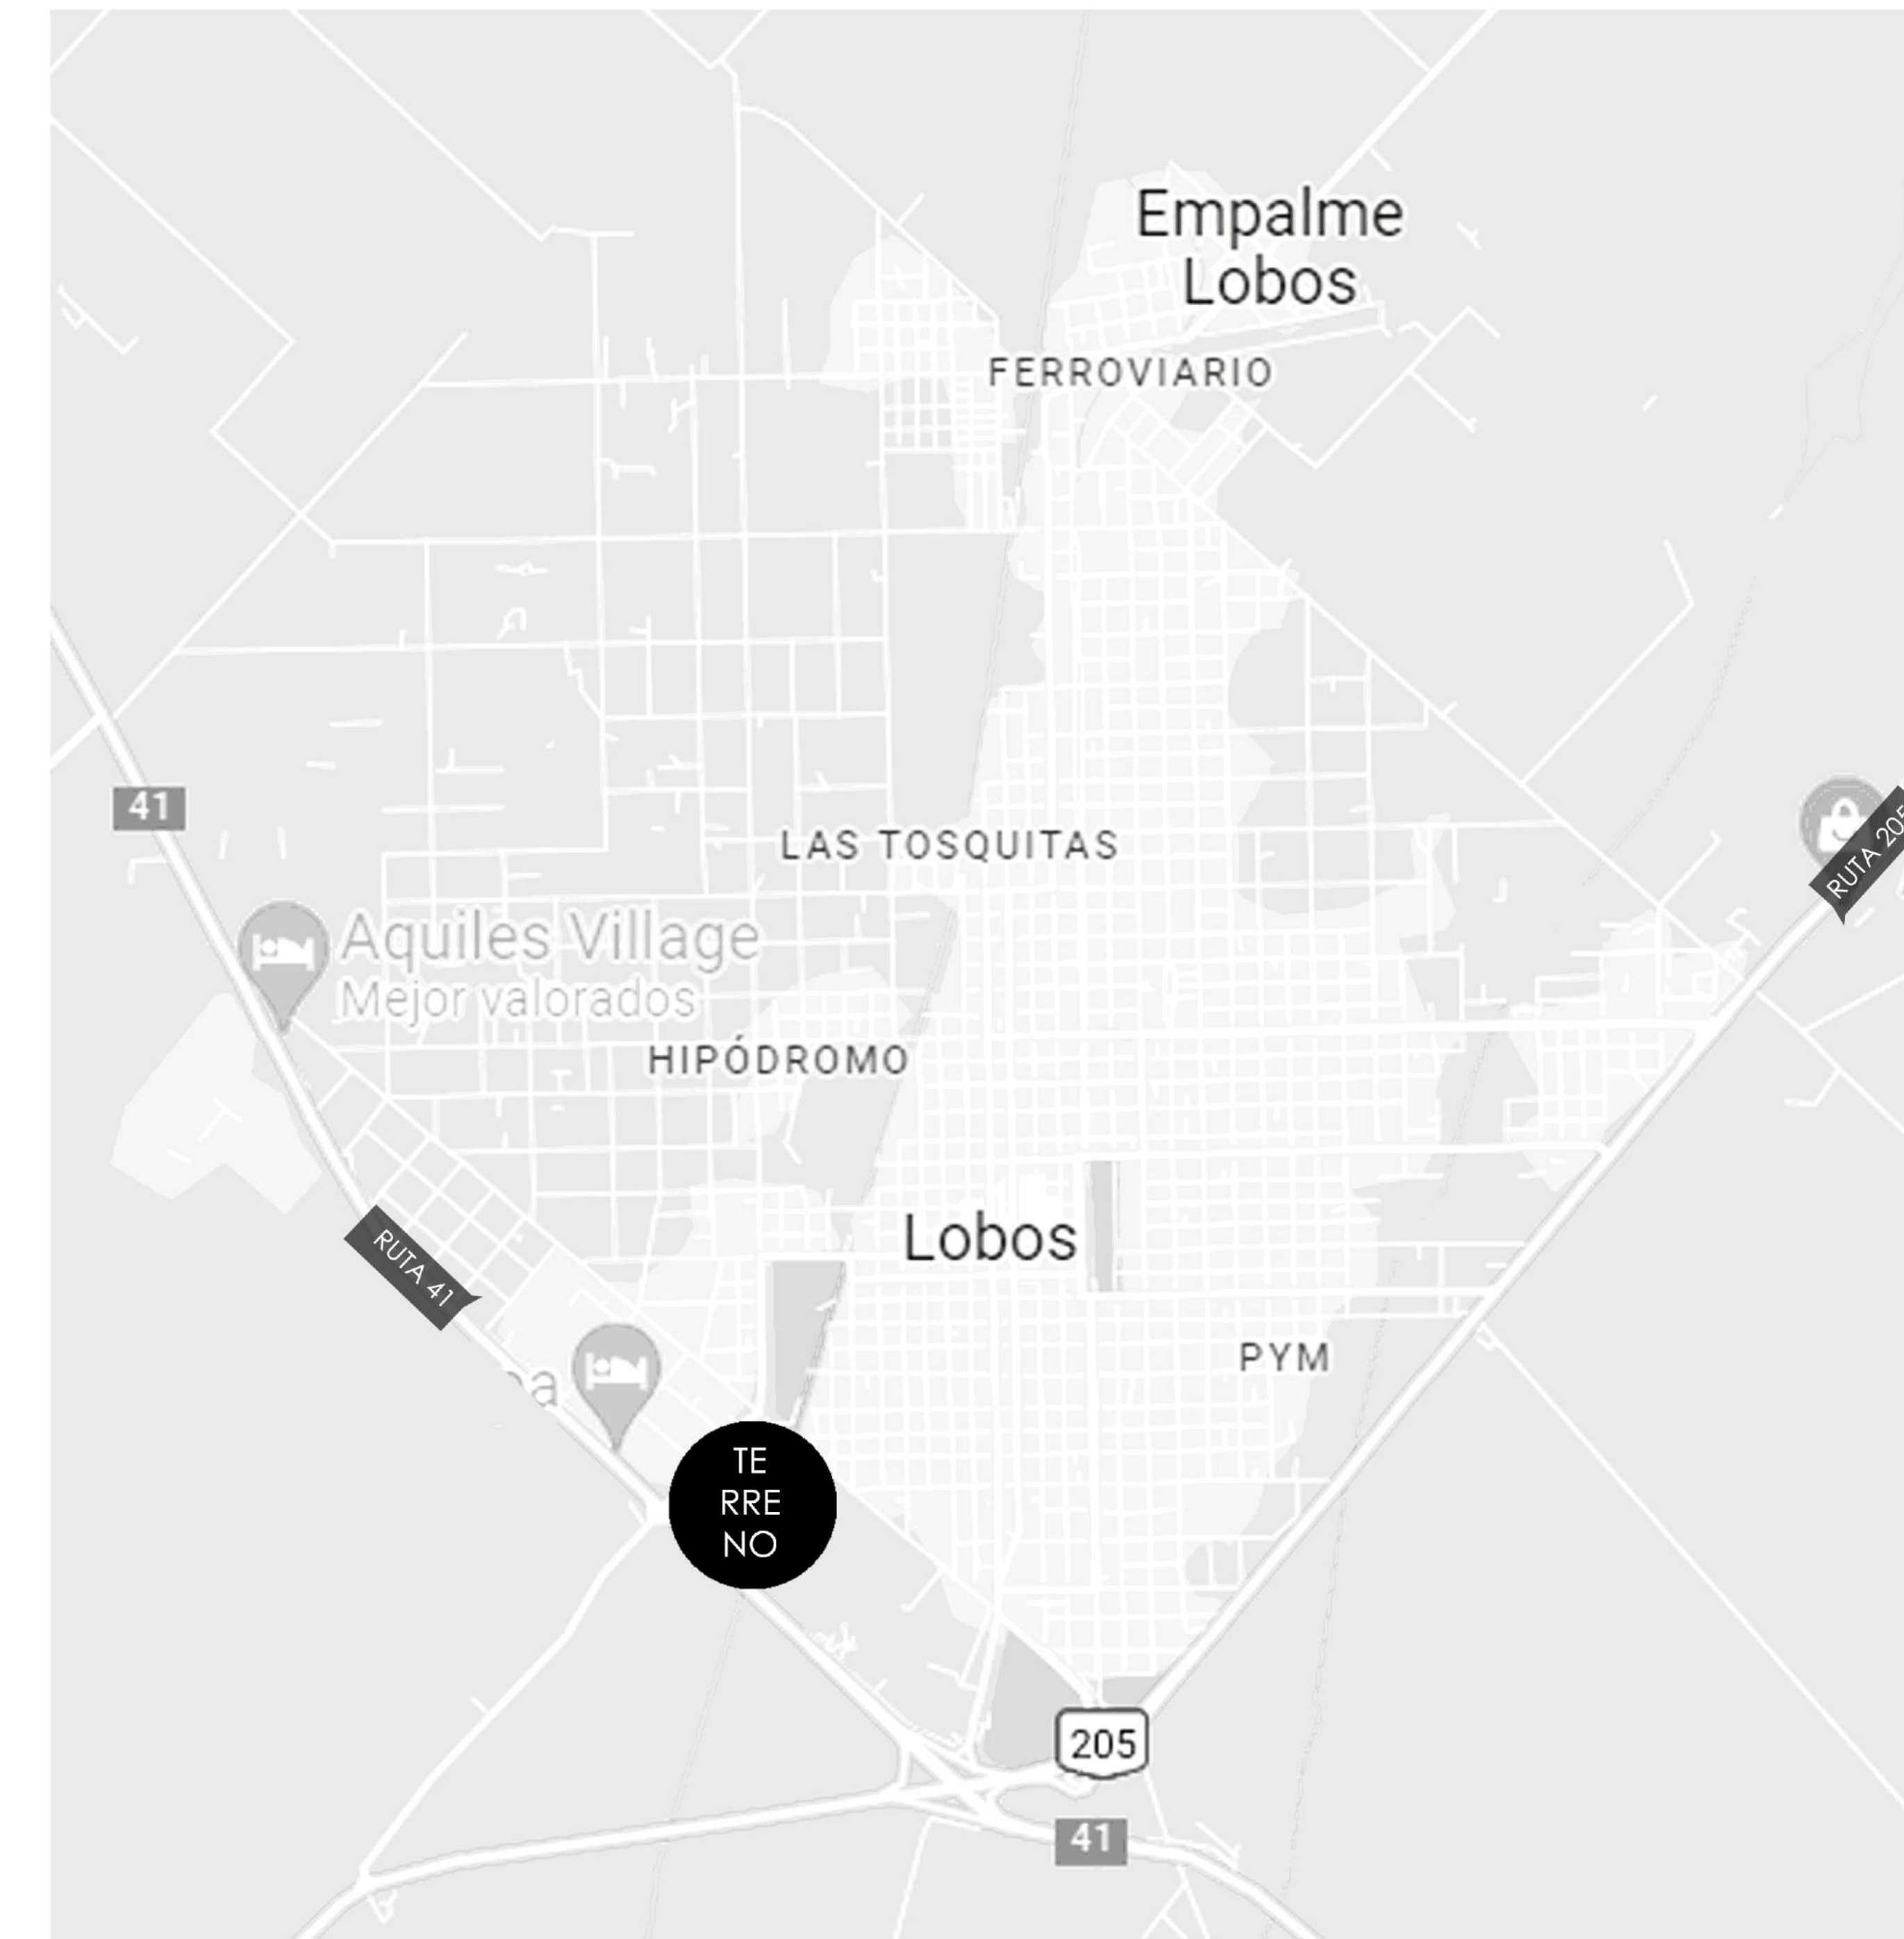 Empalme
Lobos
FERROVIARIO
41
RUTA 205
LAS TOSQUITAS
Aquiles Village
Mejor valorados
HIPÓDROMO
Lobos
RUTA 41
PYM
TE
RRE
NO
205
41